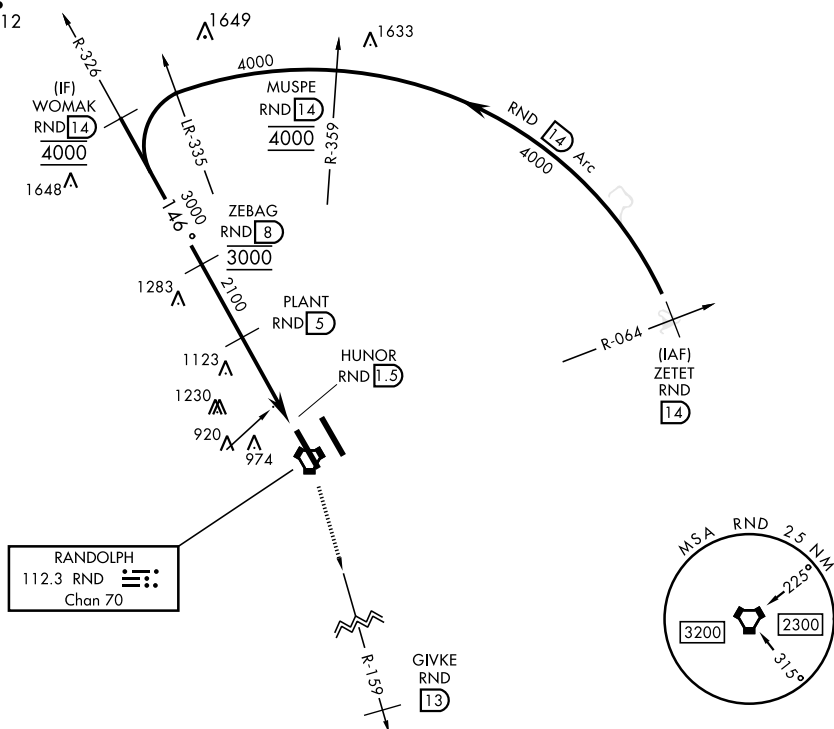 12
1649
1633
R-326
4000
(IF)
WOMAK
RND 14
4000
MUSPE
RND 14
4000
RND 14 Arc
4000
LR-335
R-359
1648
3000
146°
ZEBAG
RND 8
3000
2100
1283
PLANT
RND 5
R-064
(IAF)
ZETET
RND
14
HUNOR
RND 1.5
1123
1230
920
974
RANDOLPH
112.3 RND
Chan 70
MSA RND 25 NM
225°
3200
2300
315°
R-159
GIVKE
RND
13